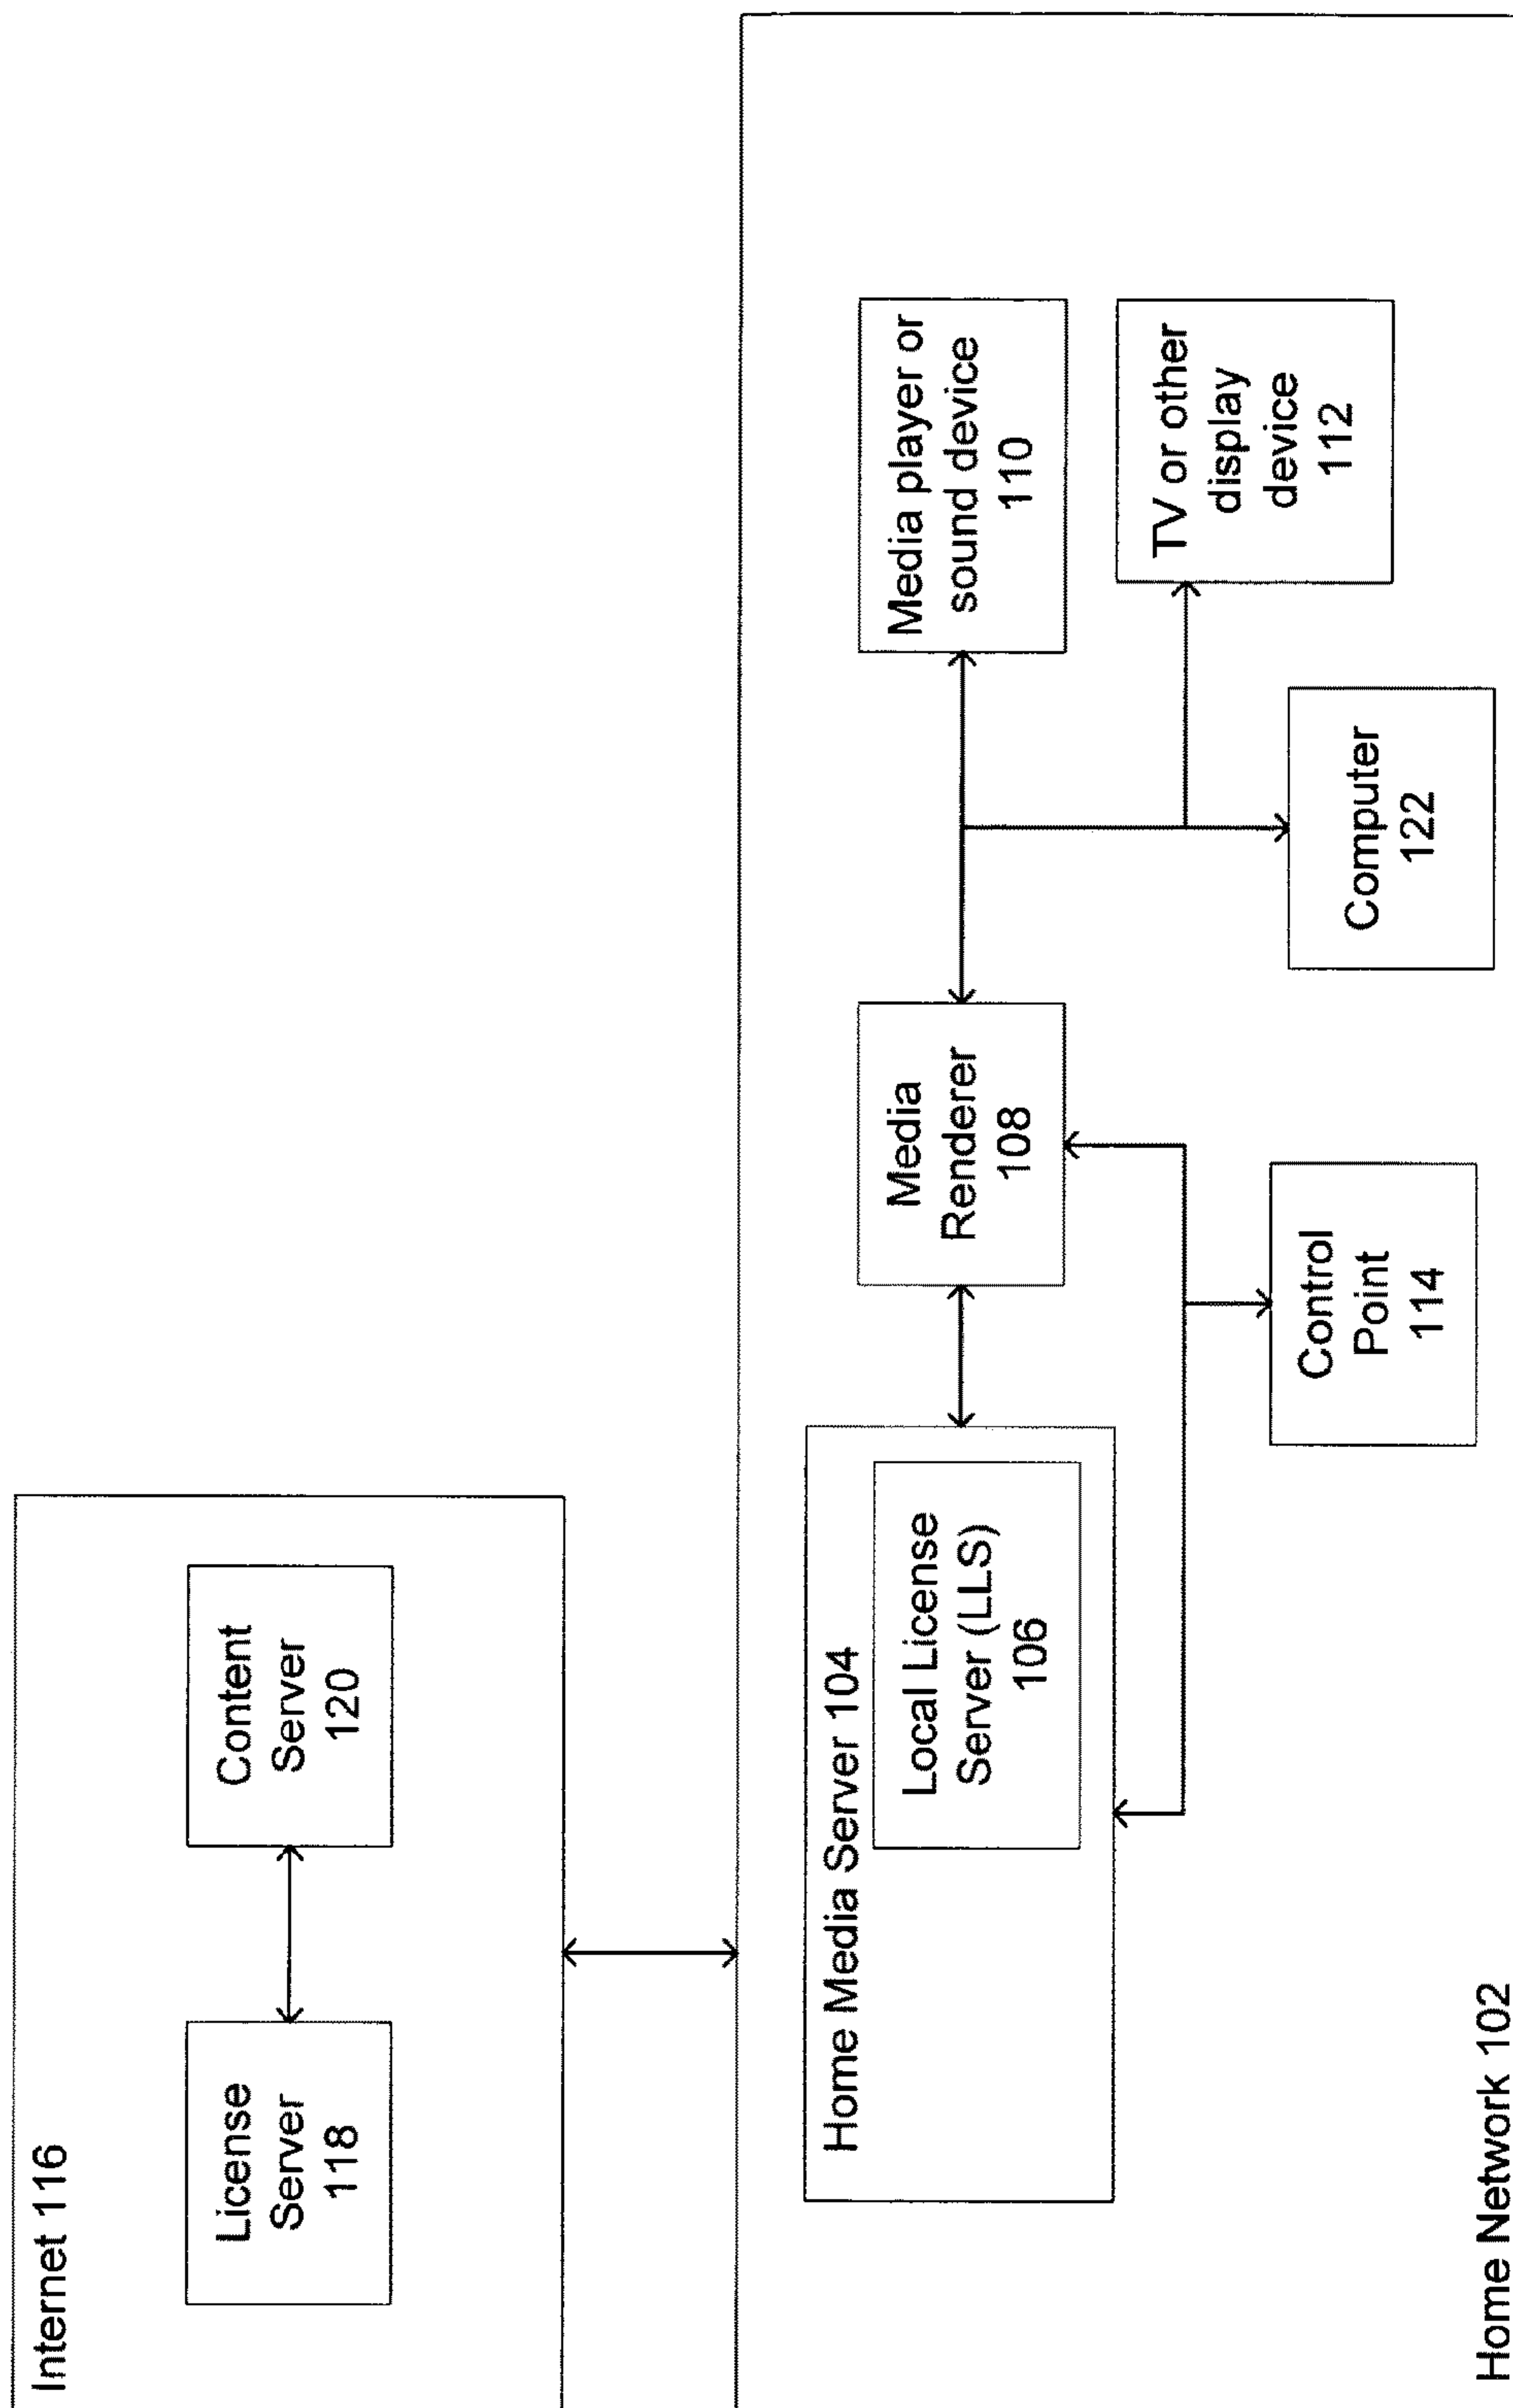 Internet 116
License
Server
118
Content
Server
120
Home Media Server 104
Local License
Server (LLS)
106
Media
Renderer
108
Media player or
sound device
110
TV or other
display
device
112
Control
Point
114
Computer
122
Home Network 102